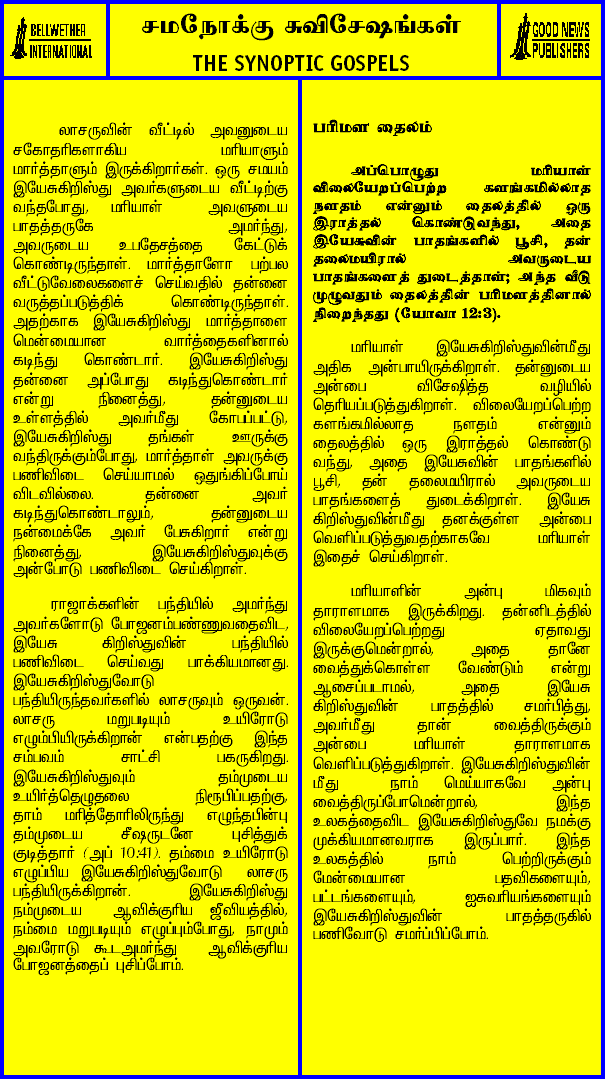 BELLWETHER
INTERNATIONAL
சமநோக்கு சுவிசேஷங்கள்
THE SYNOPTIC GOSPELS
GOOD NEWS
PUBLISHERS
லாசருவின் வீட்டில் அவனுடைய
சகோதரிகளாகிய மரியாளும்
மார்த்தாளும் இருக்கிறார்கள். ஒரு சமயம்
இயேசுகிறிஸ்து அவர்களுடைய வீட்டிற்கு
வந்தபோது, மரியாள் அவளுடைய
பாதத்தருகே அமர்ந்து,
அவருடைய உபதேசத்தை கேட்டுக்
கொண்டிருந்தாள். மார்த்தாளோ பற்பல
வீட்டுவேலைகளைச் செய்வதில் தன்னை
வருத்தப்படுத்திக் கொண்டிருந்தாள்.
அதற்காக இயேசுகிறிஸ்து மார்த்தாளை
மென்மையான வார்த்தைகளினால்
கடிந்து கொண்டார். இயேசுகிறிஸ்து
தன்னை அப்போது கடிந்துகொண்டார்
என்று நினைத்து, தன்னுடைய
உள்ளத்தில் அவர்மீது கோபப்பட்டு,
இயேசுகிறிஸ்து தங்கள் ஊருக்கு
வந்திருக்கும்போது, மார்த்தாள் அவருக்கு
பணிவிடை செய்யாமல் ஒதுங்கிப்போய்
விடவில்லை. தன்னை அவர்
கடிந்துகொண்டாலும், தன்னுடைய
நன்மைக்கே அவர் பேசுகிறார் என்று
நினைத்து, இயேசுகிறிஸ்துவுக்கு
அன்போடு பணிவிடை செய்கிறாள்.
ராஜாக்களின் பந்தியில் அமர்ந்து
அவர்களோடு போஜனம்பண்ணுவதைவிட,
இயேசு கிறிஸ்துவின் பந்தியில்
பணிவிடை செய்வது பாக்கியமானது.
இயேசுகிறிஸ்துவோடு
பந்தியிருந்தவர்களில் லாசருவும் ஒருவன்.
லாசரு மறுபடியும் உயிரோடு
எழும்பியிருக்கிறான் என்பதற்கு இந்த
சம்பவம் சாட்சி பகருகிறது.
இயேசுகிறிஸ்துவும் தம்முடைய
உயிர்த்தெழுதலை நிரூபிப்பதற்கு,
தாம் மரித்தோரிலிருந்து எழுந்தபின்பு
தம்முடைய சீஷருடனே புசித்துக்
குடித்தார் (அப் 10:41). தம்மை உயிரோடு
எழுப்பிய இயேசுகிறிஸ்துவோடு லாசரு
பந்தியிருக்கிறான். இயேசுகிறிஸ்து
நம்முடைய ஆவிக்குரிய ஜீவியத்தில்,
நம்மை மறுபடியும் எழுப்பும்போது, நாமும்
அவரோடு கூடஅமர்ந்து ஆவிக்குரிய
போஜனத்தைப் புசிப்போம்.
பரிமள தைலம்
அப்பொழுது மரியாள்
விலையேறப்பெற்ற களங்கமில்லாத
நளதம் என்னும் தைலத்தில் ஒரு
இராத்தல் கொண்டுவந்து, அதை
இயேசுவின் பாதங்களில் பூசி, தன்
தலைமயிரால் அவருடைய
பாதங்களைத் துடைத்தாள்; அந்த வீடு
முழுவதும் தைலத்தின் பரிமளத்தினால்
நிறைந்தது (யோவா 12:3).
மரியாள் இயேசுகிறிஸ்துவின்மீது
அதிக அன்பாயிருக்கிறாள். தன்னுடைய
அன்பை விசேஷித்த வழியில்
தெரியப்படுத்துகிறாள். விலையேறப்பெற்ற
களங்கமில்லாத நளதம் என்னும்
தைலத்தில் ஒரு இராத்தல் கொண்டு
வந்து, அதை இயேசுவின் பாதங்களில்
பூசி, தன் தலைமயிரால் அவருடைய
பாதங்களைத் துடைக்கிறாள். இயேசு
கிறிஸ்துவின்மீது தனக்குள்ள அன்பை
வெளிப்படுத்துவதற்காகவே மரியாள்
இதைச் செய்கிறாள்.
மரியாளின் அன்பு மிகவும்
தாராளமாக இருக்கிறது. தன்னிடத்தில்
விலையேறப்பெற்றது ஏதாவது
இருக்குமென்றால், அதை தானே
வைத்துக்கொள்ள வேண்டும் என்று
ஆசைப்படாமல், அதை இயேசு
கிறிஸ்துவின் பாதத்தில் சமர்பித்து,
அவர்மீது தான் வைத்திருக்கும்
அன்பை மரியாள் தாராளமாக
வெளிப்படுத்துகிறாள். இயேசுகிறிஸ்துவின்
மீது நாம் மெய்யாகவே அன்பு
வைத்திருப்போமென்றால், இந்த
உலகத்தைவிட இயேசுகிறிஸ்துவே நமக்கு
முக்கியமானவராக இருப்பார். இந்த
உலகத்தில் நாம் பெற்றிருக்கும்
மேன்மையான பதவிகளையும்,
பட்டங்களையும், ஐசுவரியங்களையும்
இயேசுகிறிஸ்துவின் பாதத்தருகில்
பணிவோடு சமர்ப்பிப்போம்.